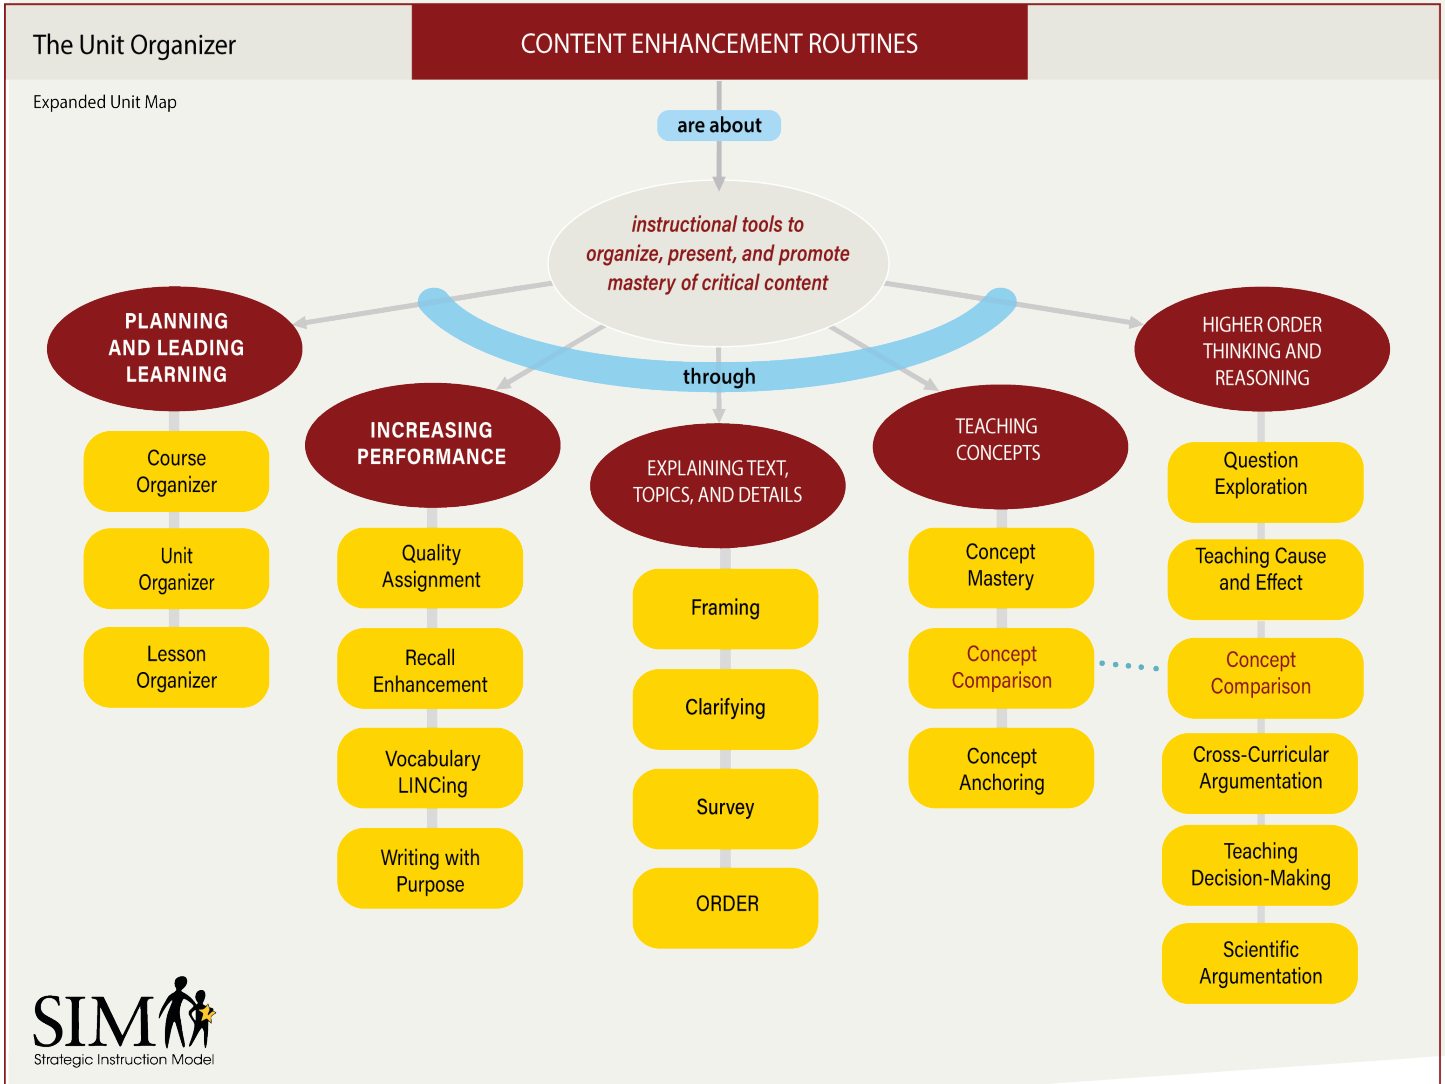 The Unit Organizer
CONTENT ENHANCEMENT ROUTINES
Expanded Unit Map
are about
instructional tools to
organize, present, and promote
mastery of critical content
through
PLANNING
AND LEADING
LEARNING
Course
Organizer
Unit
Organizer
Lesson
Organizer
INCREASING
PERFORMANCE
Quality
Assignment
Recall
Enhancement
Vocabulary
LINCing
Writing with
Purpose
EXPLAINING TEXT,
TOPICS, AND DETAILS
Framing
Clarifying
Survey
ORDER
TEACHING
CONCEPTS
Concept
Mastery
Concept
Comparison
Concept
Anchoring
HIGHER ORDER
THINKING AND
REASONING
Question
Exploration
Teaching Cause
and Effect
Concept
Comparison
Cross-Curricular
Argumentation
Teaching
Decision-Making
Scientific
Argumentation
SIM
Strategic Instruction Model